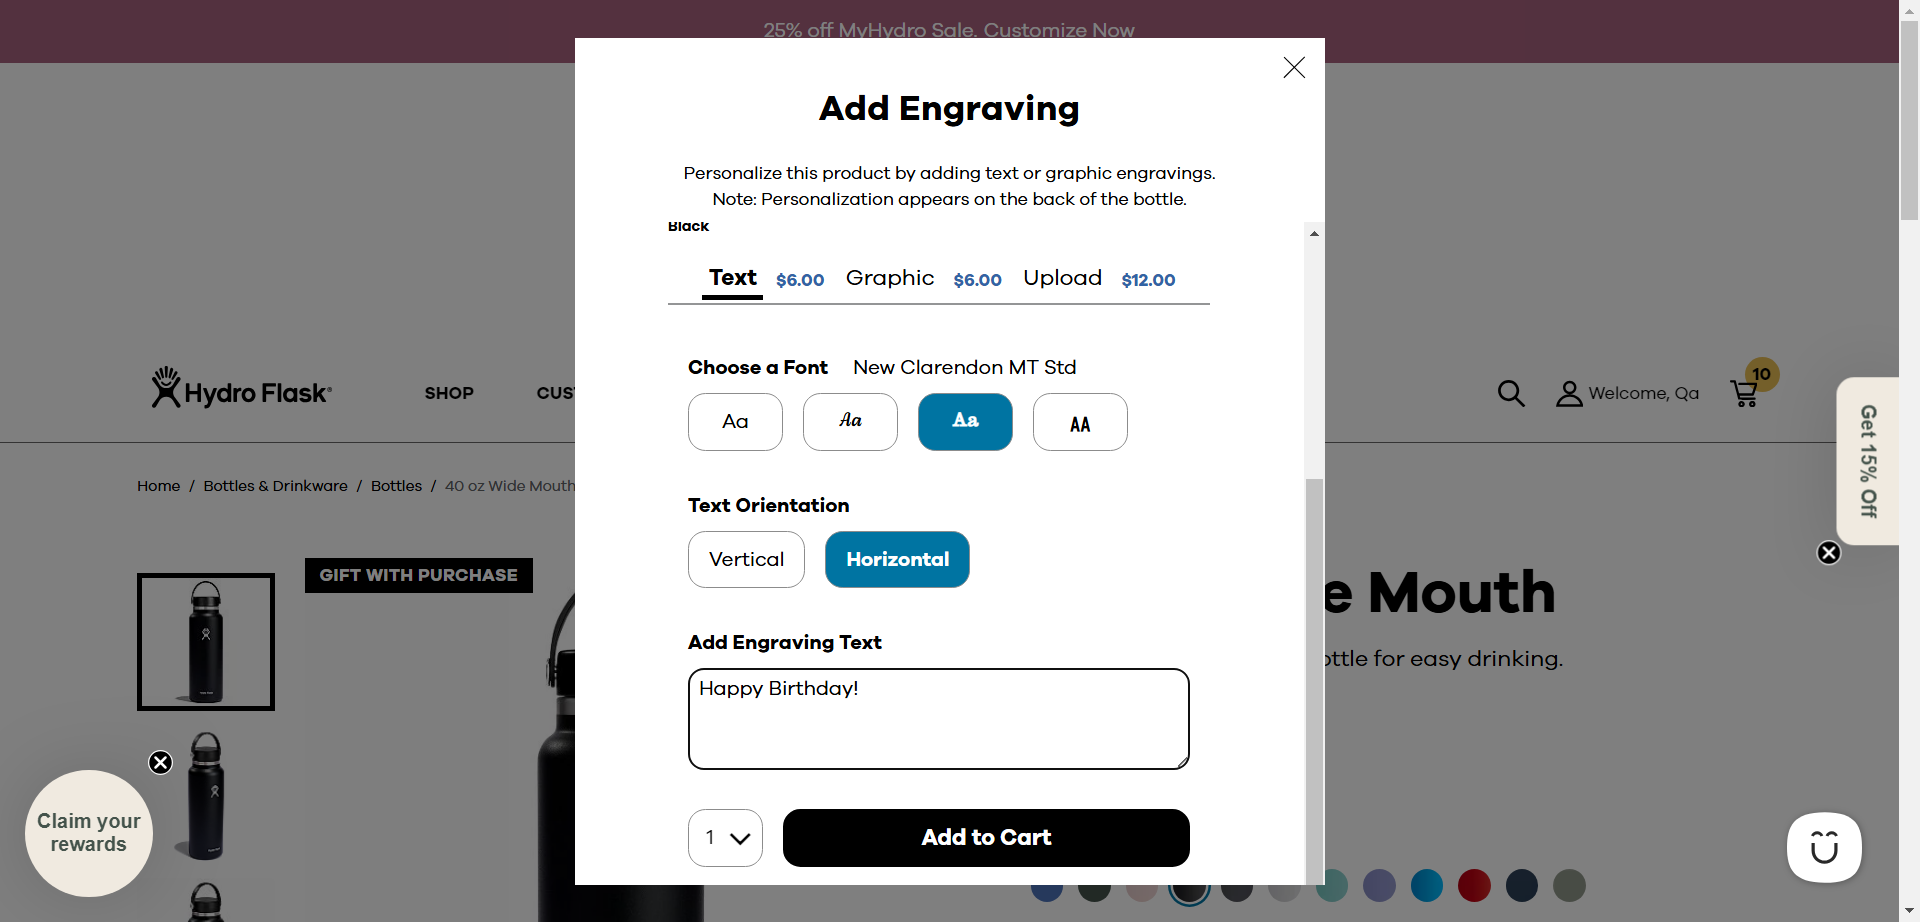 25% off MyHydro Sale. Customize Now
Add Engraving
Personalize this product by adding text or graphic engravings.
Note: Personalization appears on the back of the bottle.
Black
Text $6.00 Graphic $6.00 Upload $12.00
Choose a Font New Clarendon MT Std
Aa Aa Aa AA
Hydro Flask®
SHOP
CUST
10
Welcome, Qa
Get 15% Off
Home / Bottles & Drinkware / Bottles / 40 oz Wide Mouth
Text Orientation
Vertical Horizontal
GIFT WITH PURCHASE
e Mouth
ottle for easy drinking.
Add Engraving Text
Happy Birthday!
Claim your
rewards
1
Add to Cart